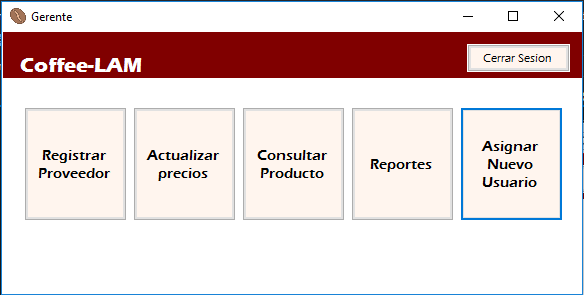 Gerente
Coffee-LAM
Cerrar Sesion
Registrar
Proveedor
Actualizar
precios
Consultar
Producto
Reportes
Asignar
Nuevo
Usuario